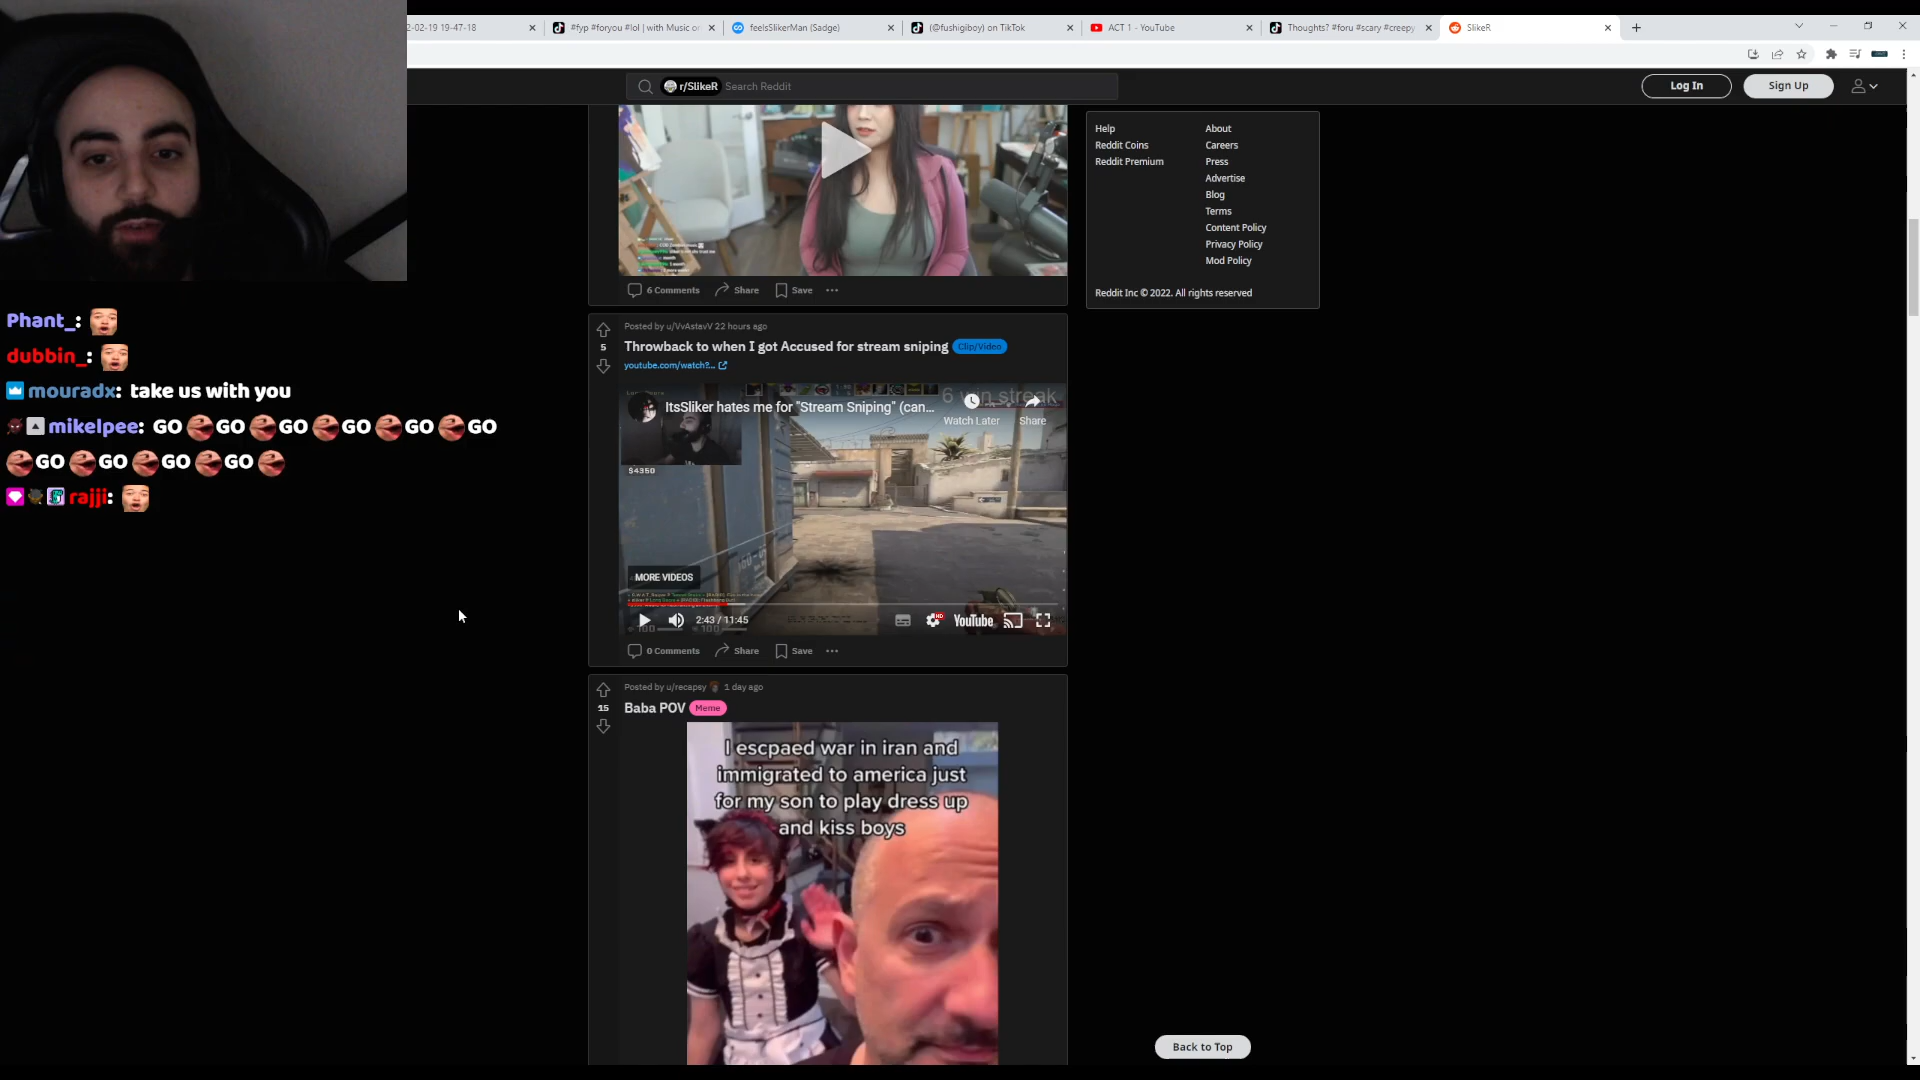 2-02-19 19-47-18
#fyp #foryou #lol | with Music or
feelsSlikerMan (Sadge)
(@fushigiboy) on TikTok
ACT 1 - YouTube
Thoughts? #foru #scary #creepy
SlikeR
r/SlikeR Search Reddit
Log In
Sign Up
Help
About
Reddit Coins
Careers
Reddit Premium
Press
Advertise
Blog
Terms
Content Policy
Privacy Policy
Mod Policy
Reddit Inc © 2022. All rights reserved
6 Comments Share Save
Phant_:
dubbin_:
mouradx: take us with you
mikelpee: GO GO GO GO GO GO
GO GO GO GO
rajji:
Posted by u/VvAstavV 22 hours ago
5
Throwback to when I got Accused for stream sniping Clip/Video
youtube.com/watch?...
6 win streak
ItsSliker hates me for "Stream Sniping" (can...
Watch Later
Share
$4350
MORE VIDEOS
2:43 / 11:45
HD
YouTube
0 Comments Share Save
Posted by u/recapsy 1 day ago
15
Baba POV Meme
I escpaed war in iran and
immigrated to america just
for my son to play dress up
and kiss boys
Back to Top